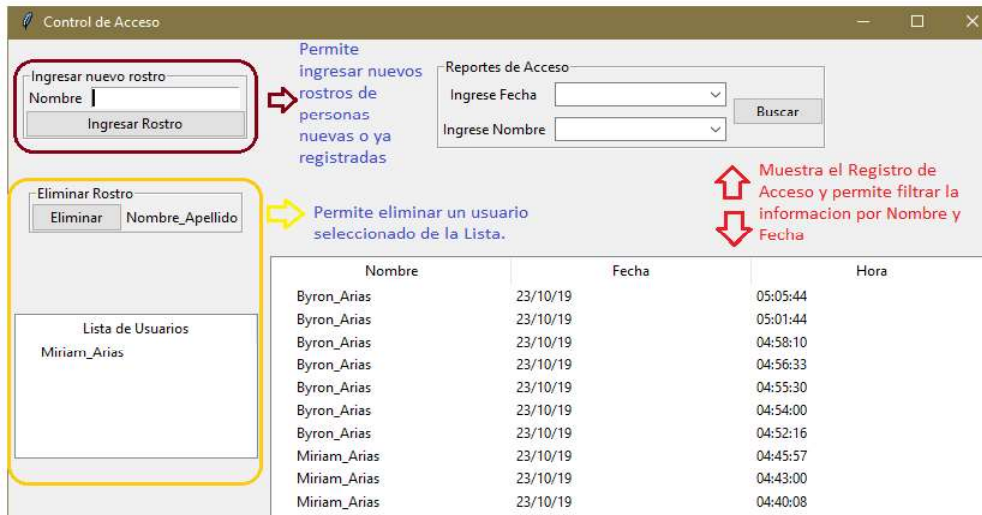 Control de Acceso
Ingresar nuevo rostro
Nombre
Ingresar Rostro
Permite
ingresar nuevos
rostros de
personas
nuevas o ya
registradas
Reportes de Acceso
Ingrese Fecha
Ingrese Nombre
Buscar
Eliminar Rostro
Eliminar Nombre_Apellido
Permite eliminar un usuario
seleccionado de la Lista.
Muestra el Registro de
Acceso y permite filtrar la
informacion por Nombre y
Fecha
Lista de Usuarios
Miriam_Arias
Nombre Fecha Hora
Byron_Arias 23/10/19 05:05:44
Byron_Arias 23/10/19 05:01:44
Byron_Arias 23/10/19 04:58:10
Byron_Arias 23/10/19 04:56:33
Byron_Arias 23/10/19 04:55:30
Byron_Arias 23/10/19 04:54:00
Byron_Arias 23/10/19 04:52:16
Miriam_Arias 23/10/19 04:45:57
Miriam_Arias 23/10/19 04:43:00
Miriam_Arias 23/10/19 04:40:08